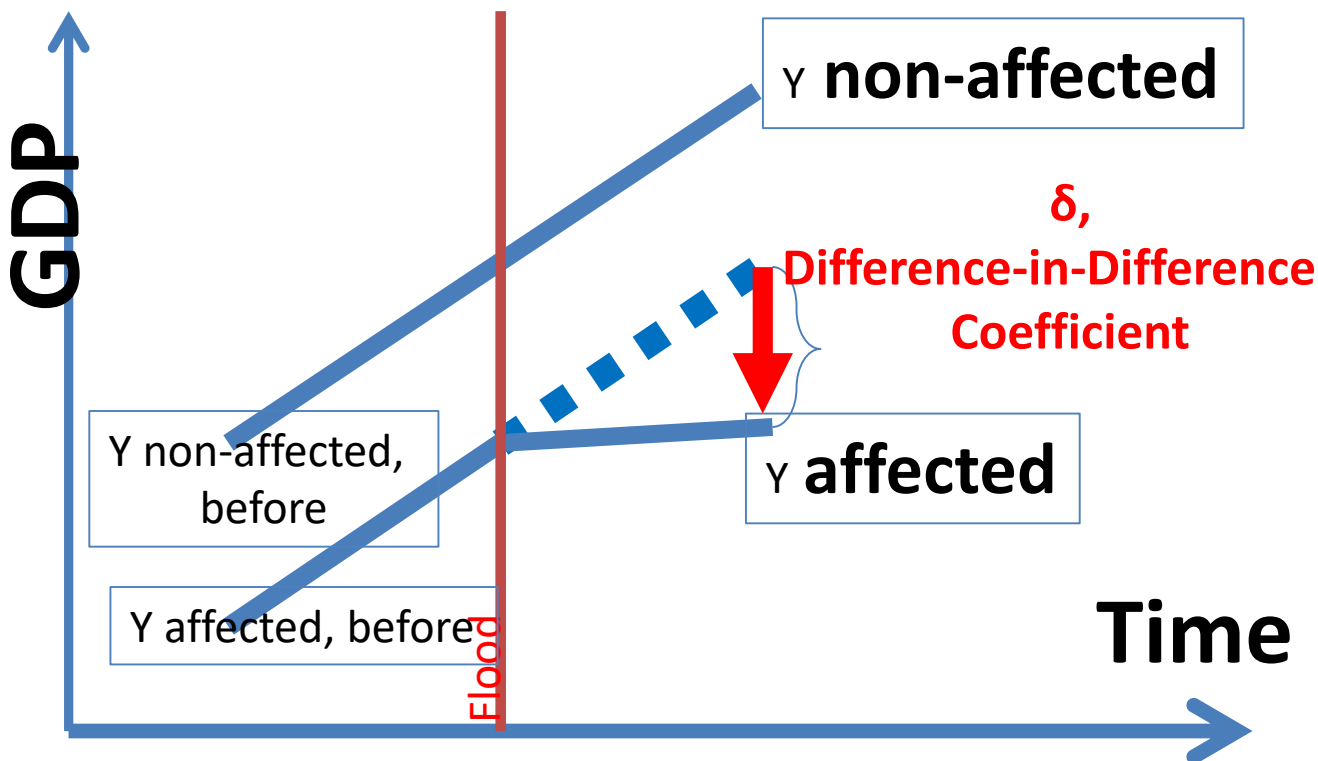 GDP
Y non-affected
δ,
Difference-in-Difference
Coefficient
Y non-affected,
before
Y affected
Y affected, before
Flood
Time